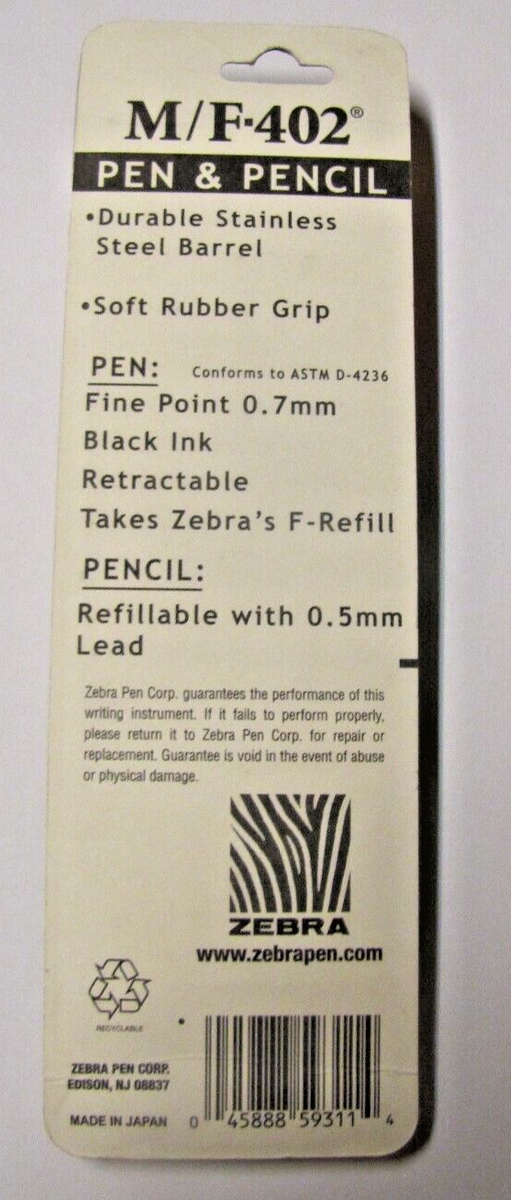 M/F-402®
PEN & PENCIL
•Durable Stainless
Steel Barrel
•Soft Rubber Grip
PEN: Conforms to ASTM D-4236
Fine Point 0.7mm
Black Ink
Retractable
Takes Zebra's F-Refill
PENCIL:
Refillable with 0.5mm
Lead
Zebra Pen Corp. guarantees the performance of this
writing instrument. If it fails to perform properly,
please return it to Zebra Pen Corp. for repair or
replacement. Guarantee is void in the event of abuse
or physical damage.
ZEBRA
www.zebrapen.com
RECYCLABLE
ZEBRA PEN CORP.
EDISON, NJ 08837
MADE IN JAPAN
0 45888 59311 4